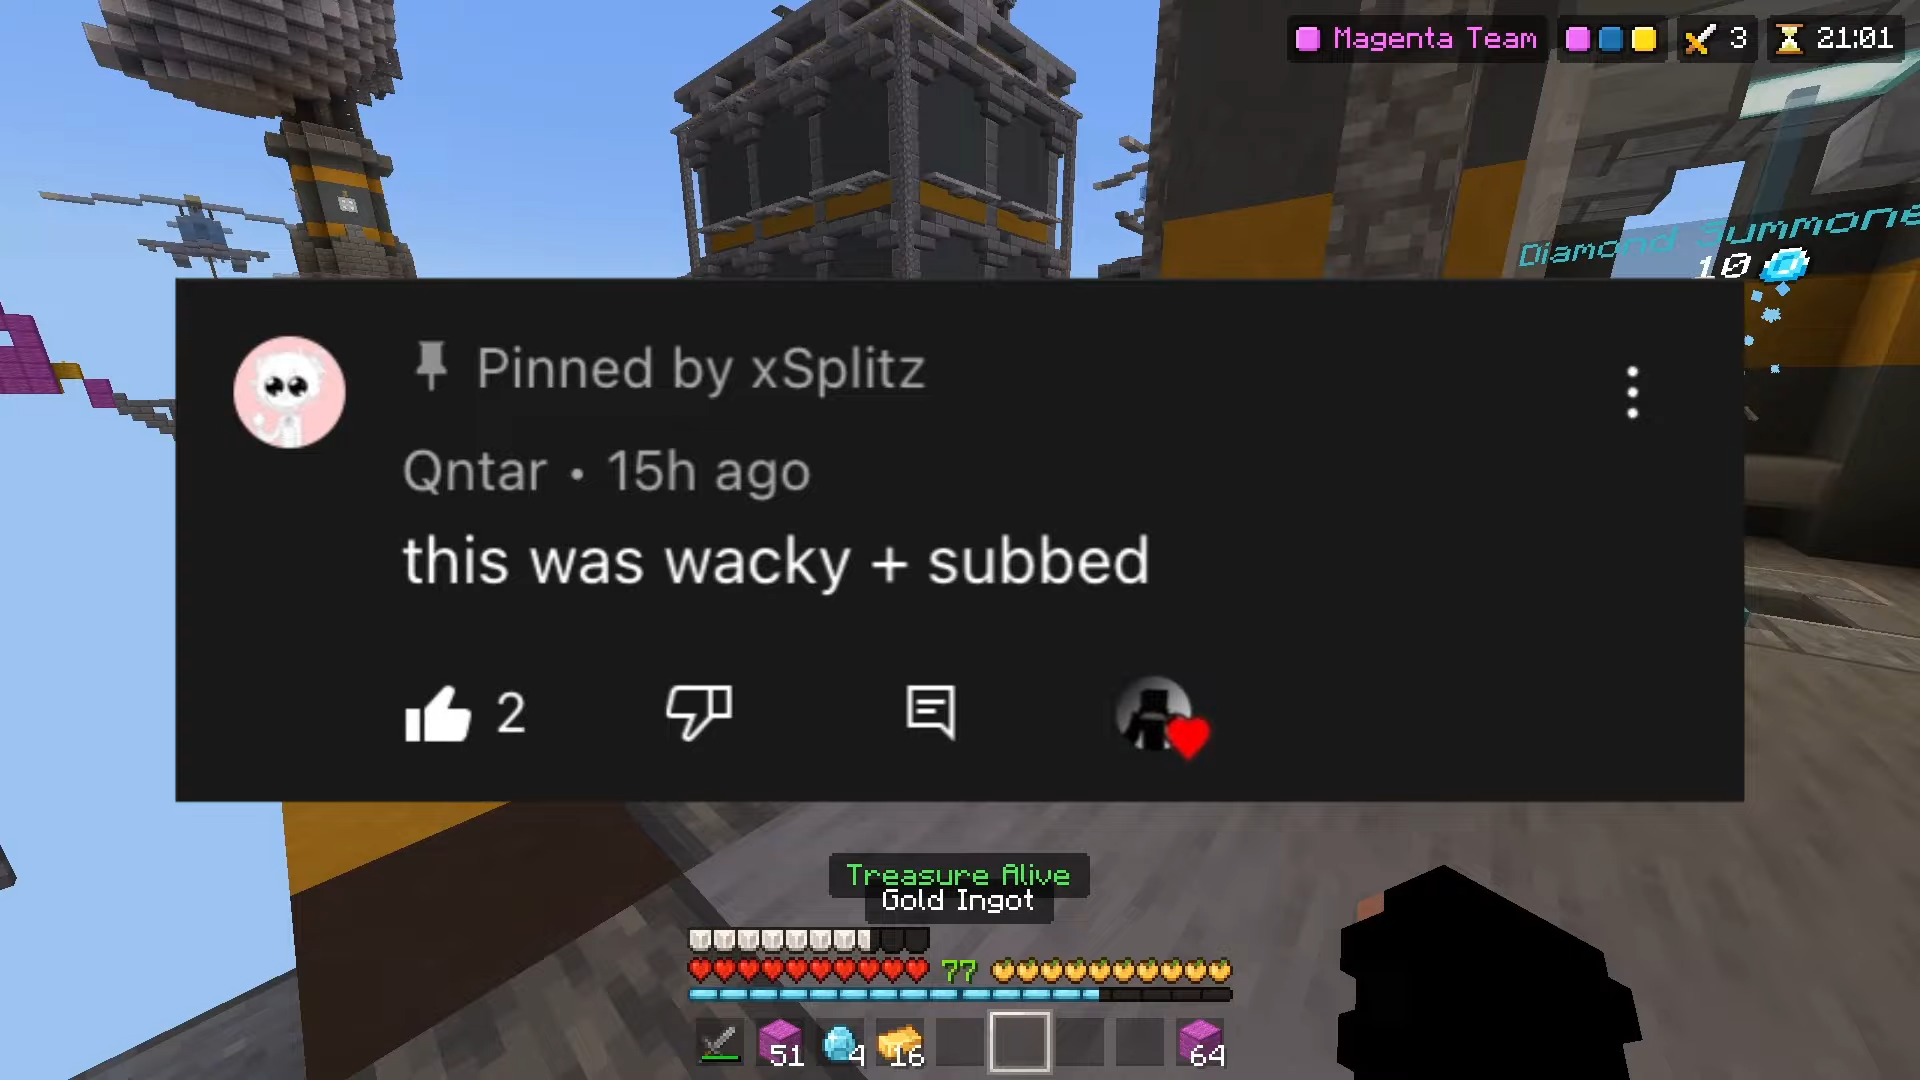 Magenta Team
3
21:01
Diamond Summone
10
Pinned by xSplitz
Qntar • 15h ago
this was wacky + subbed
2
Treasure Alive
Gold Ingot
77
51
4
16
64